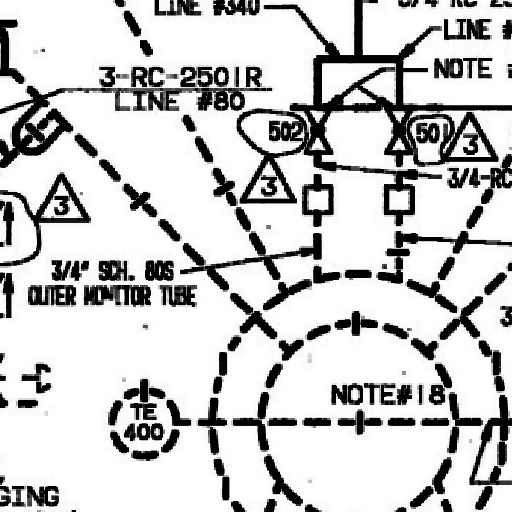 LINE #340
3/4-RC-25
LINE #
NOTE #
3-RC-2501R
LINE #80
502
501
3
3
3
3/4-RC
3/4" SCH. 80S
OUTER MONITOR TUBE
3
NOTE#18
TE
400
GING